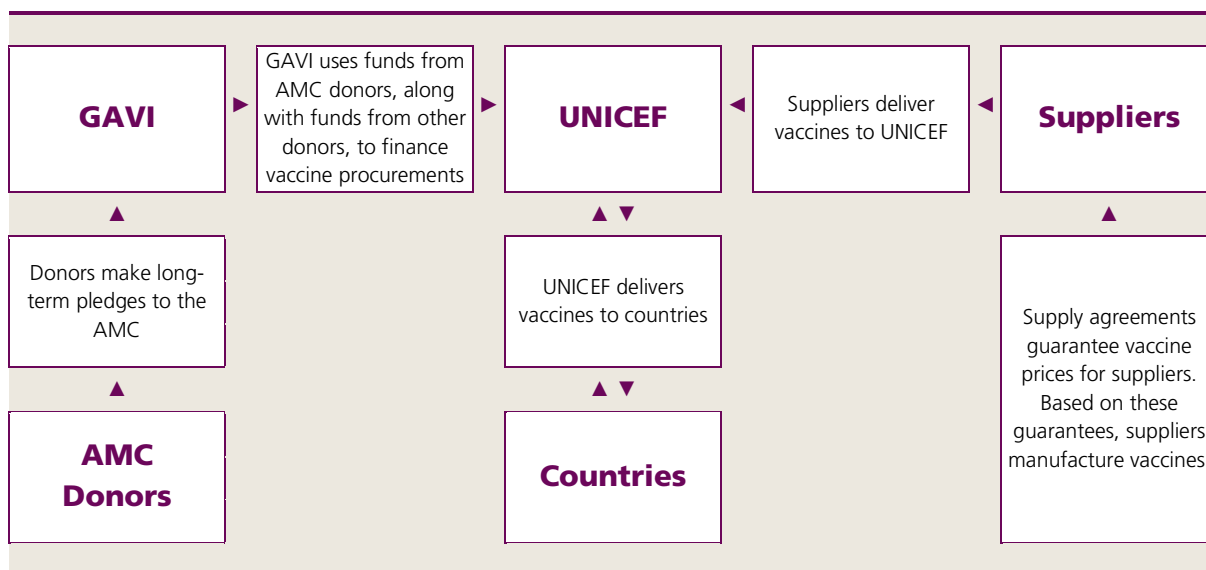 GAVI
GAVI uses funds from
AMC donors, along
with funds from other
donors, to finance
vaccine procurements
UNICEF
Suppliers deliver
vaccines to UNICEF
Suppliers
Donors make long-
term pledges to the
AMC
UNICEF delivers
vaccines to countries
Supply agreements
guarantee vaccine
prices for suppliers.
Based on these
guarantees, suppliers
manufacture vaccines
AMC
Donors
Countries